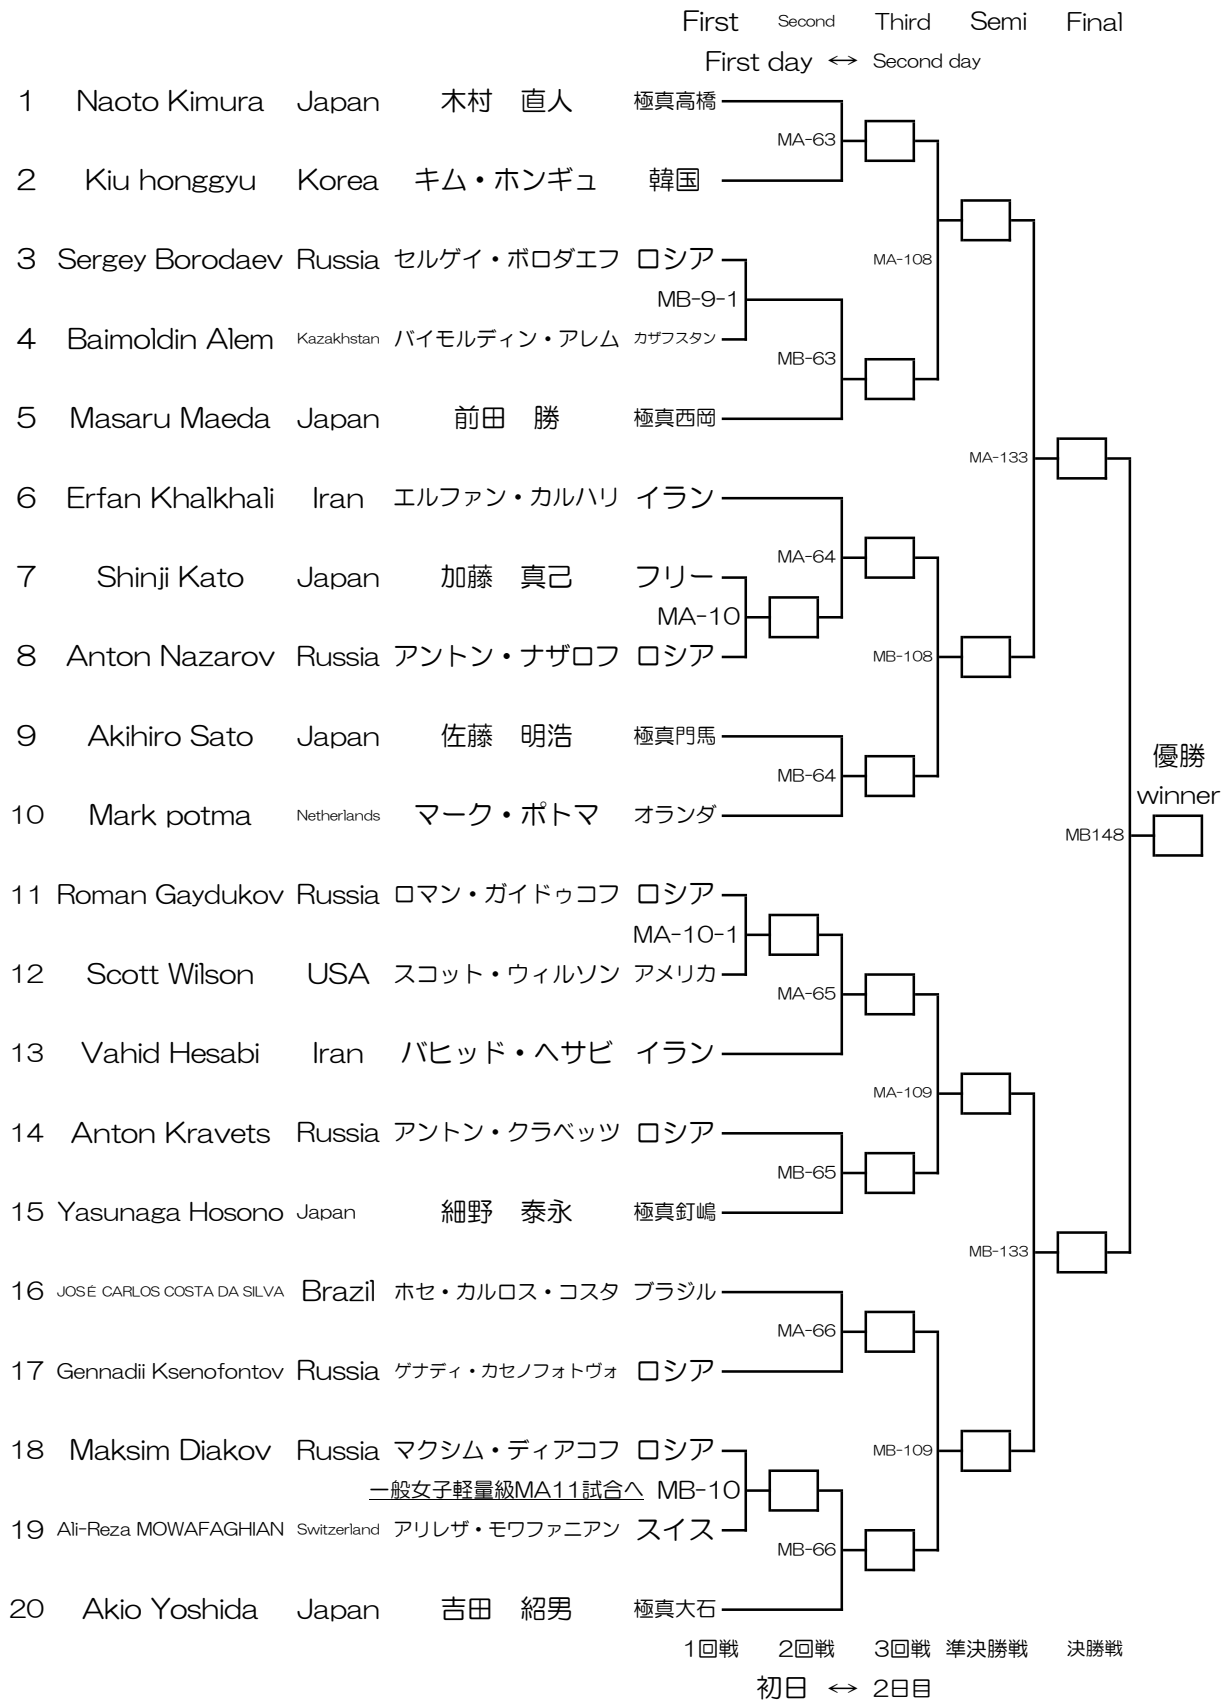 First Second Third Semi Final
First day ↔ Second day
1 Naoto Kimura Japan 木村 直人 極真高橋
MA-63
2 Kiu honggyu Korea キム・ホンギュ 韓国
3 Sergey Borodaev Russia セルゲイ・ボロダエフ ロシア MA-108
MB-9-1
4 Baimoldin Alem Kazakhstan バイモルディン・アレム カザフスタン
MB-63
5 Masaru Maeda Japan 前田 勝 極真西岡
MA-133
6 Erfan Khalkhali Iran エルファン・カルハリ イラン
MA-64
7 Shinji Kato Japan 加藤 真己 フリー
MA-10
8 Anton Nazarov Russia アントン・ナザロフ ロシア MB-108
9 Akihiro Sato Japan 佐藤 明浩 極真門馬
優勝
MB-64
winner
10 Mark potma Netherlands マーク・ポトマ オランダ
MB148
11 Roman Gaydukov Russia ロマン・ガイドゥコフ ロシア
MA-10-1
12 Scott Wilson USA スコット・ウィルソン アメリカ
MA-65
13 Vahid Hesabi Iran バヒッド・ヘサビ イラン
MA-109
14 Anton Kravets Russia アントン・クラベッツ ロシア
MB-65
15 Yasunaga Hosono Japan 細野 泰永 極真釘嶋
MB-133
16 JOSÉ CARLOS COSTA DA SILVA Brazil ホセ・カルロス・コスタ ブラジル
MA-66
17 Gennadii Ksenofontov Russia ゲナディ・カセノフォトヴォ ロシア
18 Maksim Diakov Russia マクシム・ディアコフ ロシア MB-109
一般女子軽量級MA11試合へ MB-10
19 Ali-Reza MOWAFAGHIAN Switzerland アリレザ・モワファニアン スイス
MB-66
20 Akio Yoshida Japan 吉田 紹男 極真大石
1回戦 2回戦 3回戦 準決勝戦 決勝戦
初日 ↔ 2日目